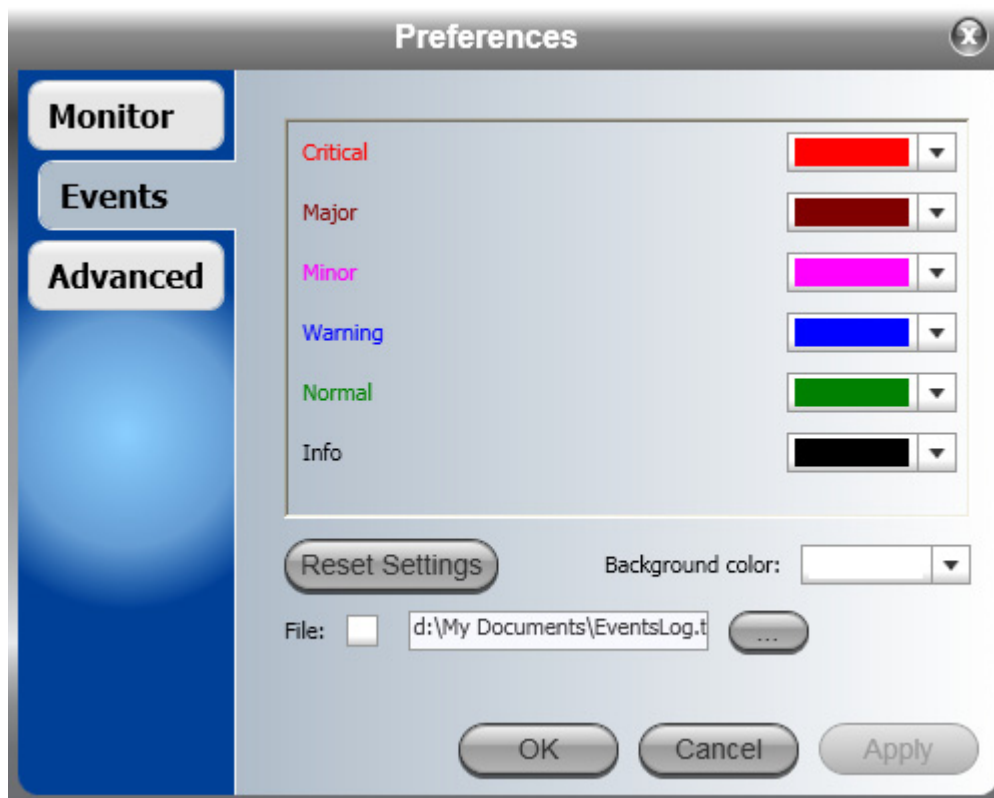 Preferences
Monitor
Events
Advanced
Critical
Major
Minor
Warning
Normal
Info
Reset Settings
Background color:
File:
d:\My Documents\EventsLog.t
...
OK
Cancel
Apply